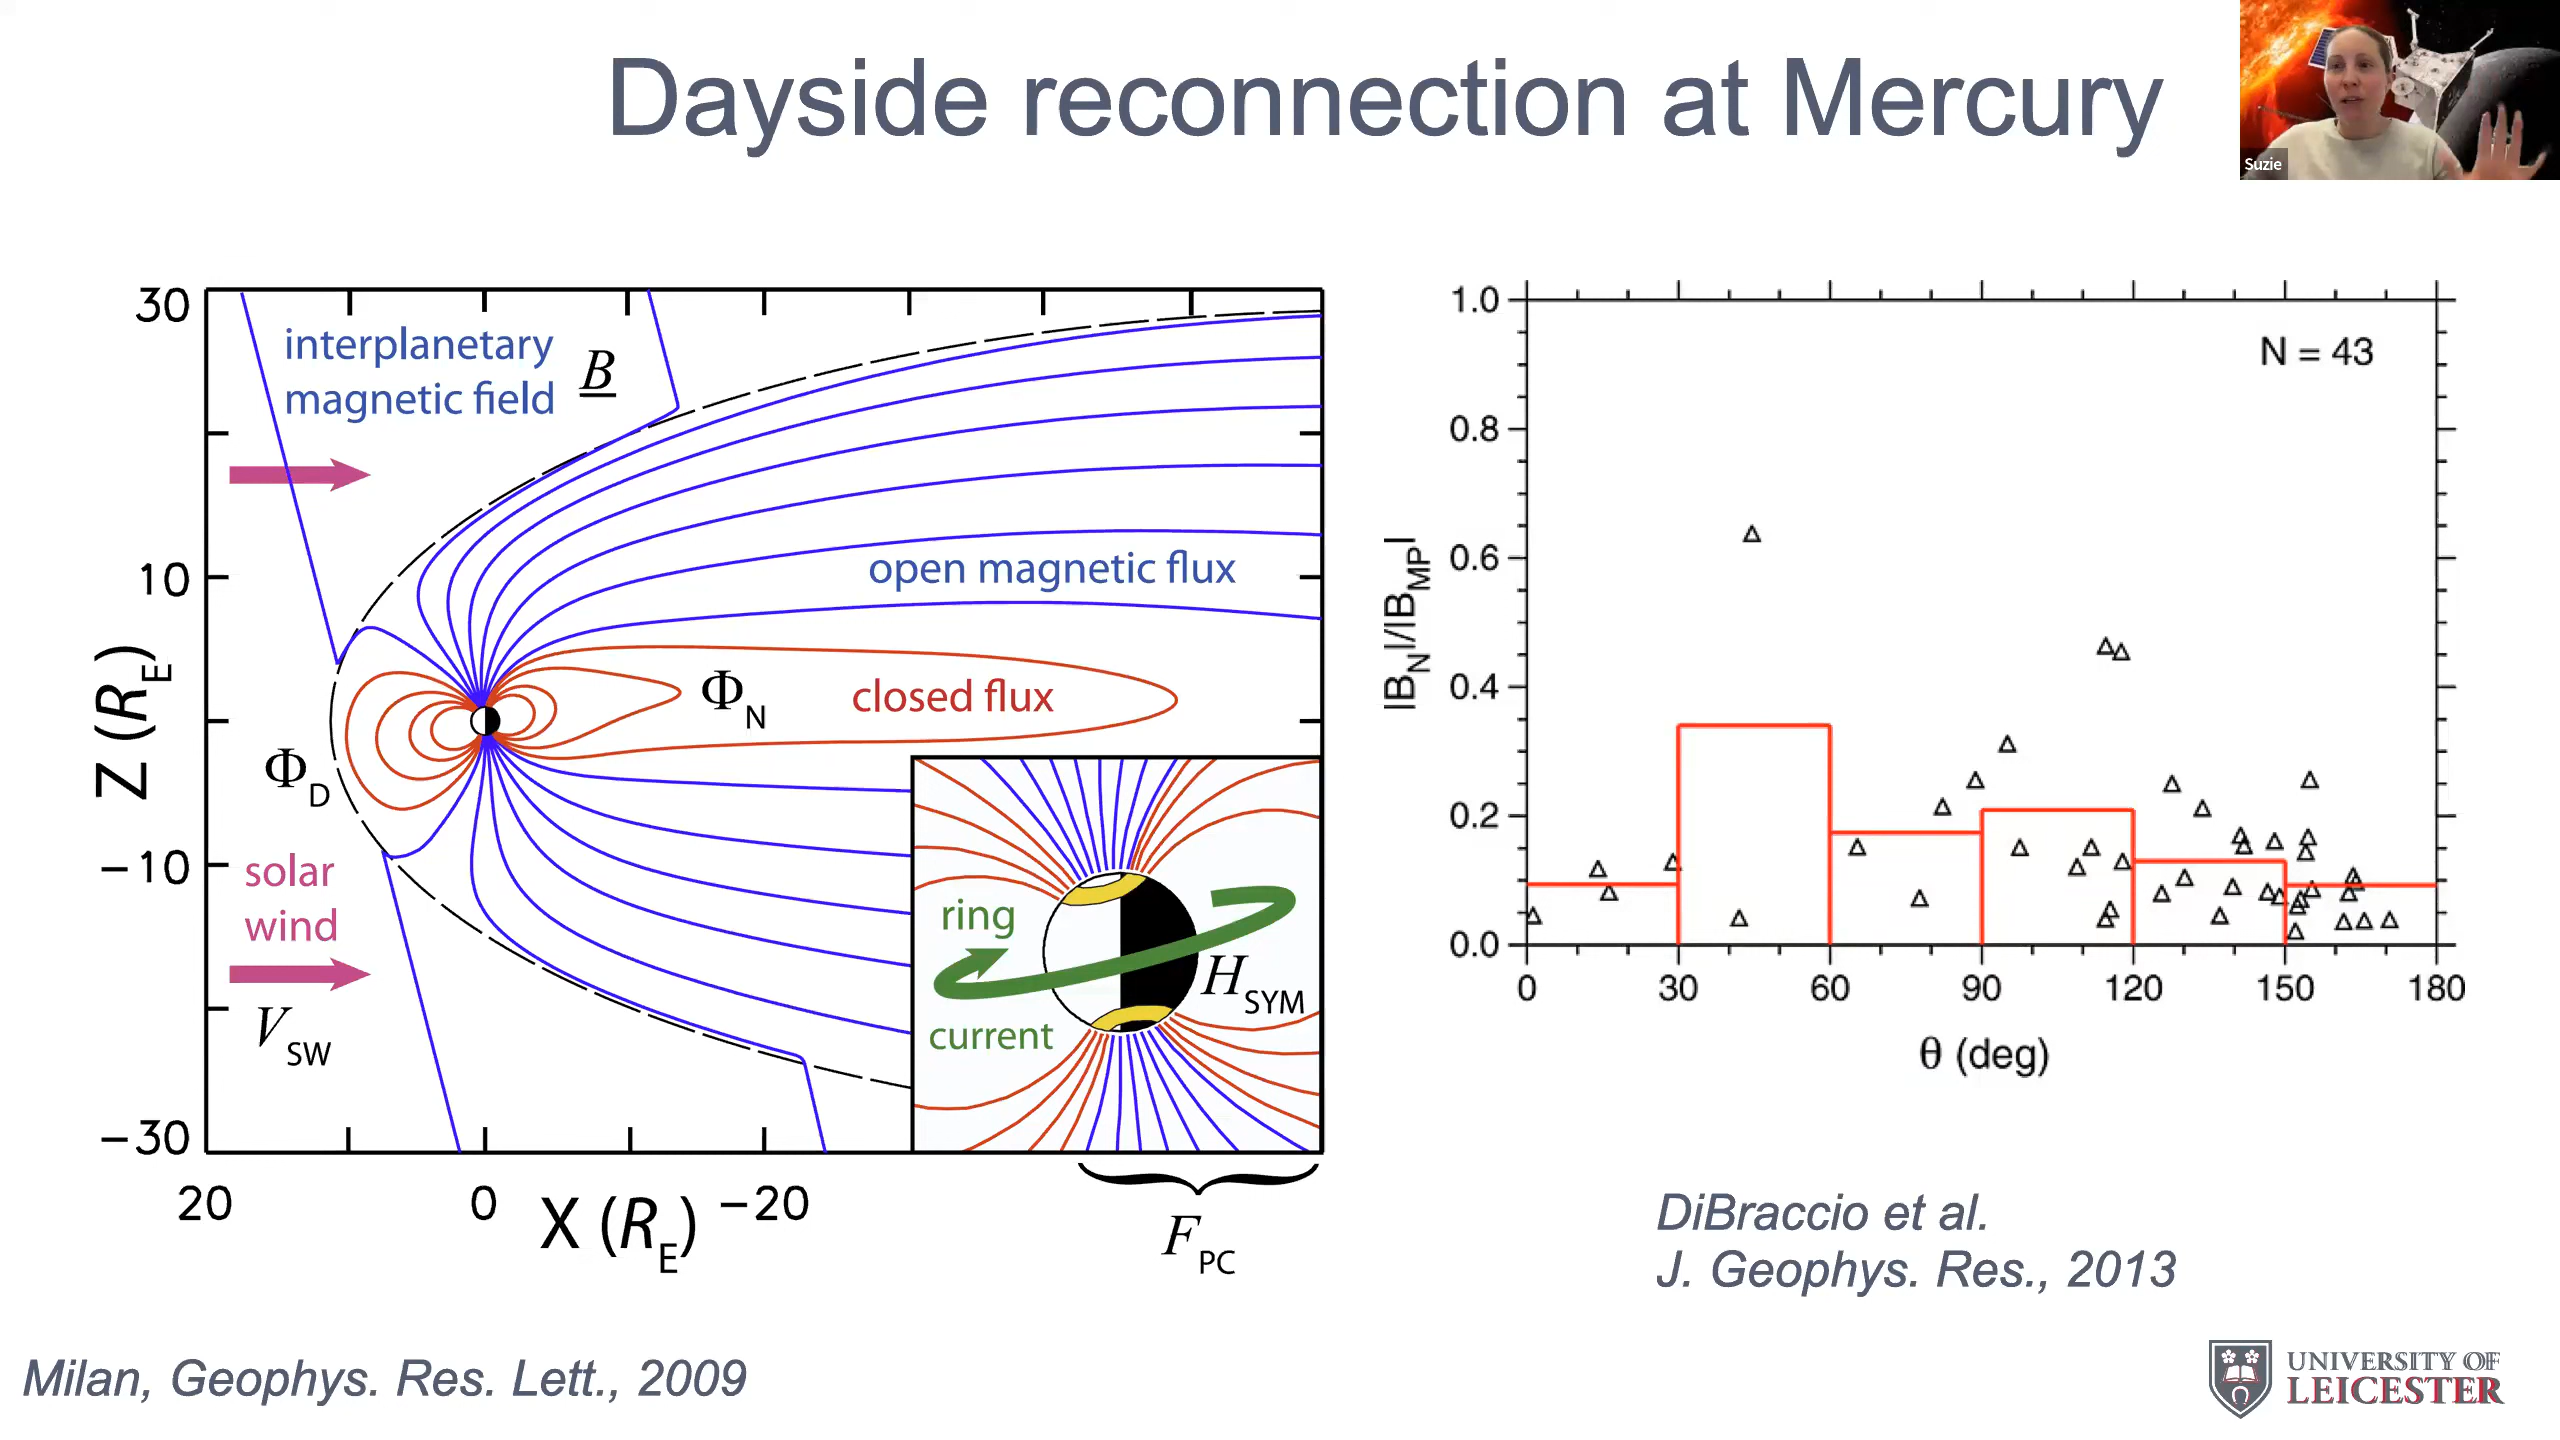 Dayside reconnection at Mercury
Suzie
30
10
−10
−30
Z (RE)
20
0
−20
X (RE)
interplanetary
magnetic field
B
open magnetic flux
closed flux
ΦN
ΦD
solar
wind
VSW
ring
current
HSYM
FPC
1.0
0.8
0.6
0.4
0.2
0.0
|BN|/|BMP|
N = 43
0
30
60
90
120
150
180
θ (deg)
DiBraccio et al.
J. Geophys. Res., 2013
Milan, Geophys. Res. Lett., 2009
UNIVERSITY OF
LEICESTER